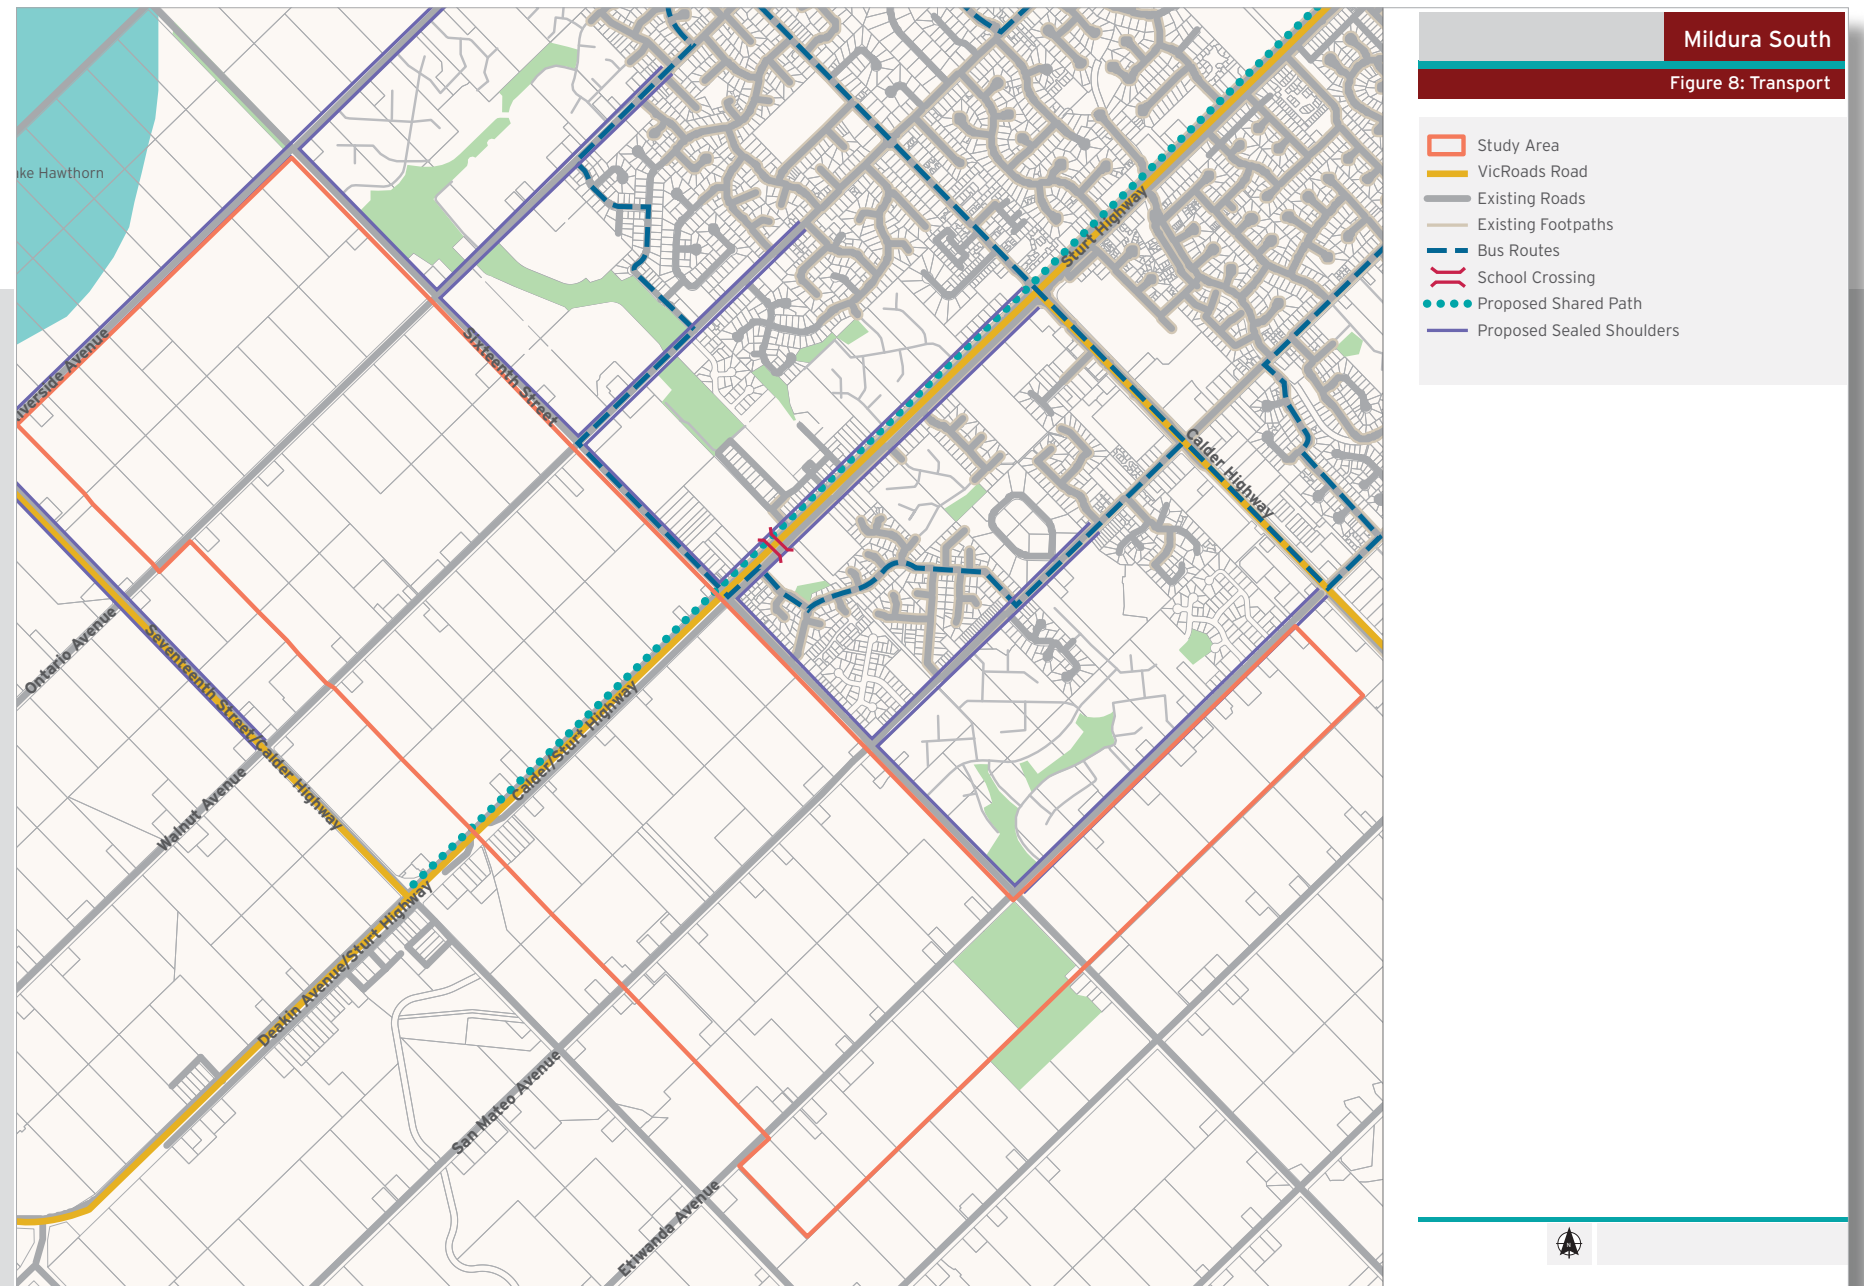 Mildura South
Figure 8: Transport
Study Area
VicRoads Road
Existing Roads
Existing Footpaths
Bus Routes
School Crossing
Proposed Shared Path
Proposed Sealed Shoulders
ke Hawthorn
iverside Avenue
Sixteenth Street
Sturt Highway
Calder Highway
Ontario Avenue
Seventeenth Street/Calder Highway
Walnut Avenue
Calder/Sturt Highway
Deakin Avenue/Sturt Highway
San Mateo Avenue
Etiwanda Avenue